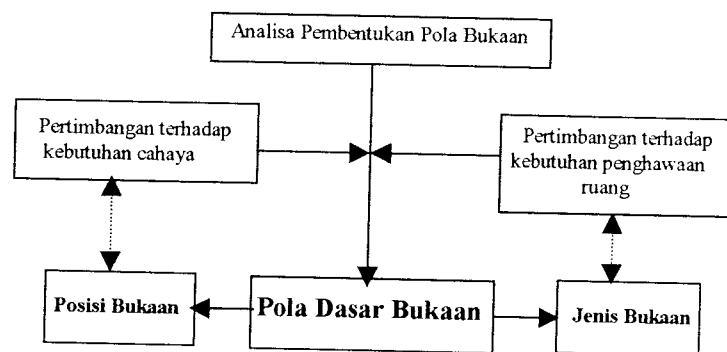 Analisa Pembentukan Pola Bukaan
Pertimbangan terhadap
kebutuhan cahaya
Pertimbangan terhadap
kebutuhan penghawaan
ruang
Posisi Bukaan
Pola Dasar Bukaan
Jenis Bukaan